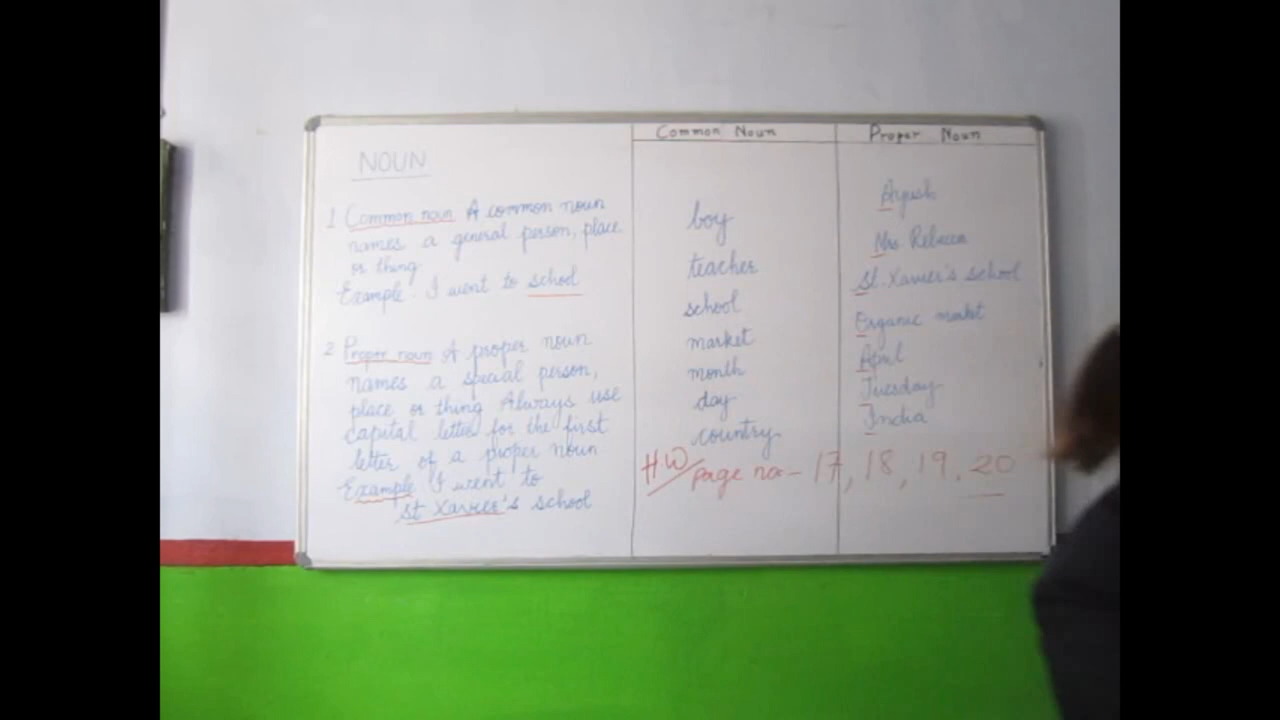 NOUN
1 Common noun A common noun
names a general person, place
or thing
Example. I went to school
2 Proper noun A proper noun
names a special person,
place or thing Always use
capital letter for the first
letter of a proper noun
Example I went to
St Xavier's school
Common Noun
boy
teacher
school
market
month
day
country
Proper Noun
Ayush
Mrs Rebecca
St. Xavier's school
Organic market
April
Tuesday
India
H.W/ page no - 17, 18, 19, 20